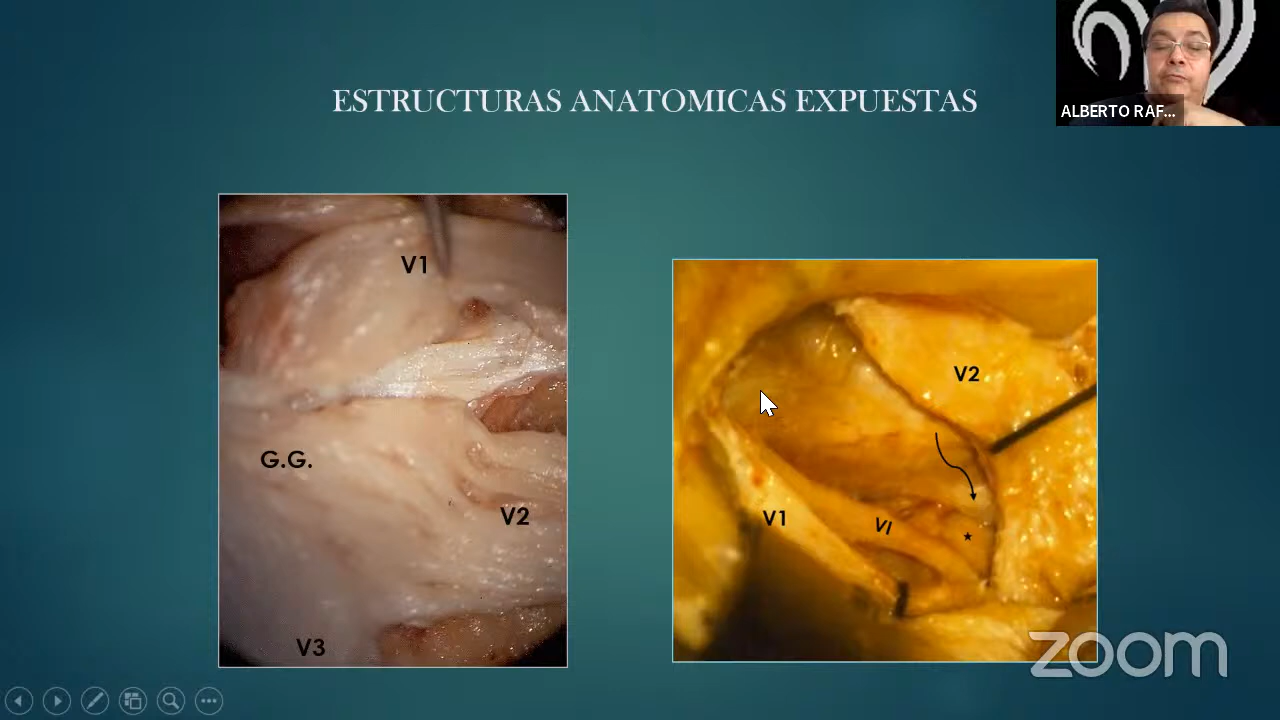 ESTRUCTURAS ANATOMICAS EXPUESTAS
ALBERTO RAF...
V1
G.G.
V2
V3
V2
V1
VI
zoom